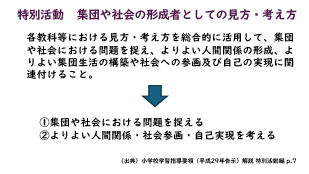 特別活動　集団や社会の形成者としての見方・考え方
各教科等における見方・考え方を総合的に活用して、集団
や社会における問題を捉え、よりよい人間関係の形成、よ
りよい集団生活の構築や社会への参画及び自己の実現に関
連付けること。
①集団や社会における問題を捉える
②よりよい人間関係・社会参画・自己実現を考える
（出典）小学校学習指導要領（平成29年告示）解説 特別活動編 p.7